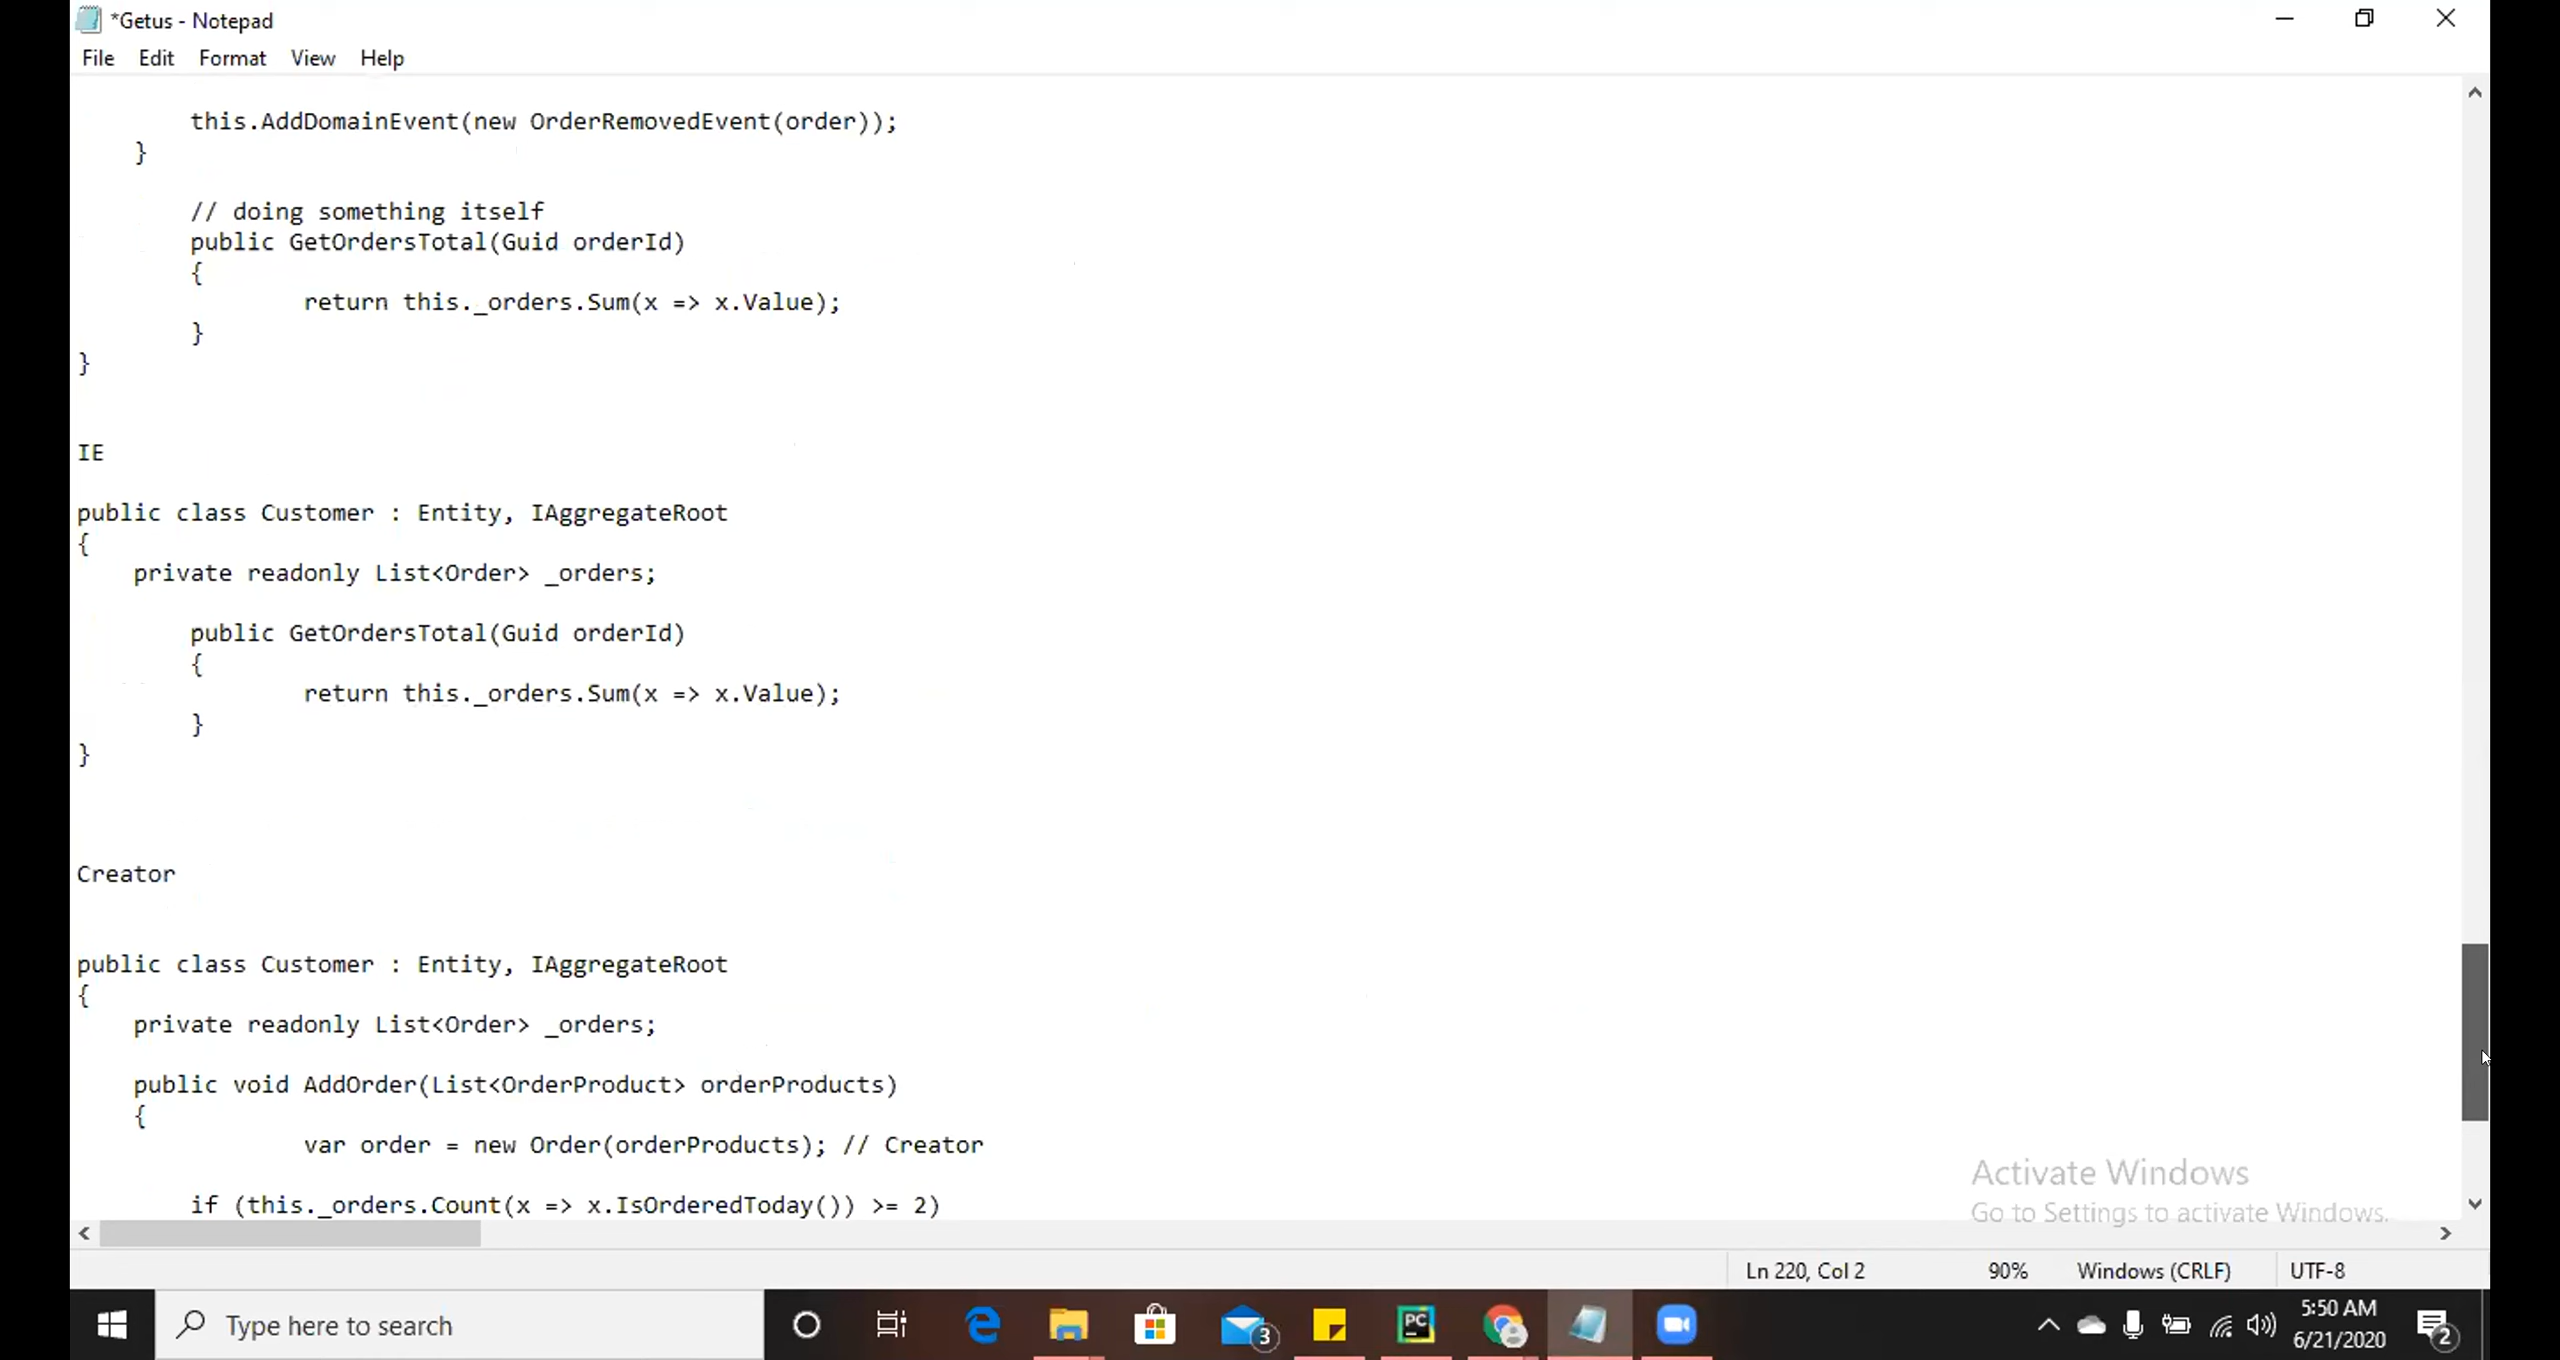 *Getus - Notepad
File Edit Format View Help
this.AddDomainEvent(new OrderRemovedEvent(order));
}
// doing something itself
public GetOrdersTotal(Guid orderId)
{
return this._orders.Sum(x => x.Value);
}
}
IE
public class Customer : Entity, IAggregateRoot
{
private readonly List<Order> _orders;
public GetOrdersTotal(Guid orderId)
{
return this._orders.Sum(x => x.Value);
}
}
Creator
public class Customer : Entity, IAggregateRoot
{
private readonly List<Order> _orders;
public void AddOrder(List<OrderProduct> orderProducts)
{
var order = new Order(orderProducts); // Creator
if (this._orders.Count(x => x.IsOrderedToday()) >= 2)
Activate Windows
Go to Settings to activate Windows.
Ln 220, Col 2 90% Windows (CRLF) UTF-8
Type here to search
3
PC
5:50 AM
6/21/2020
2